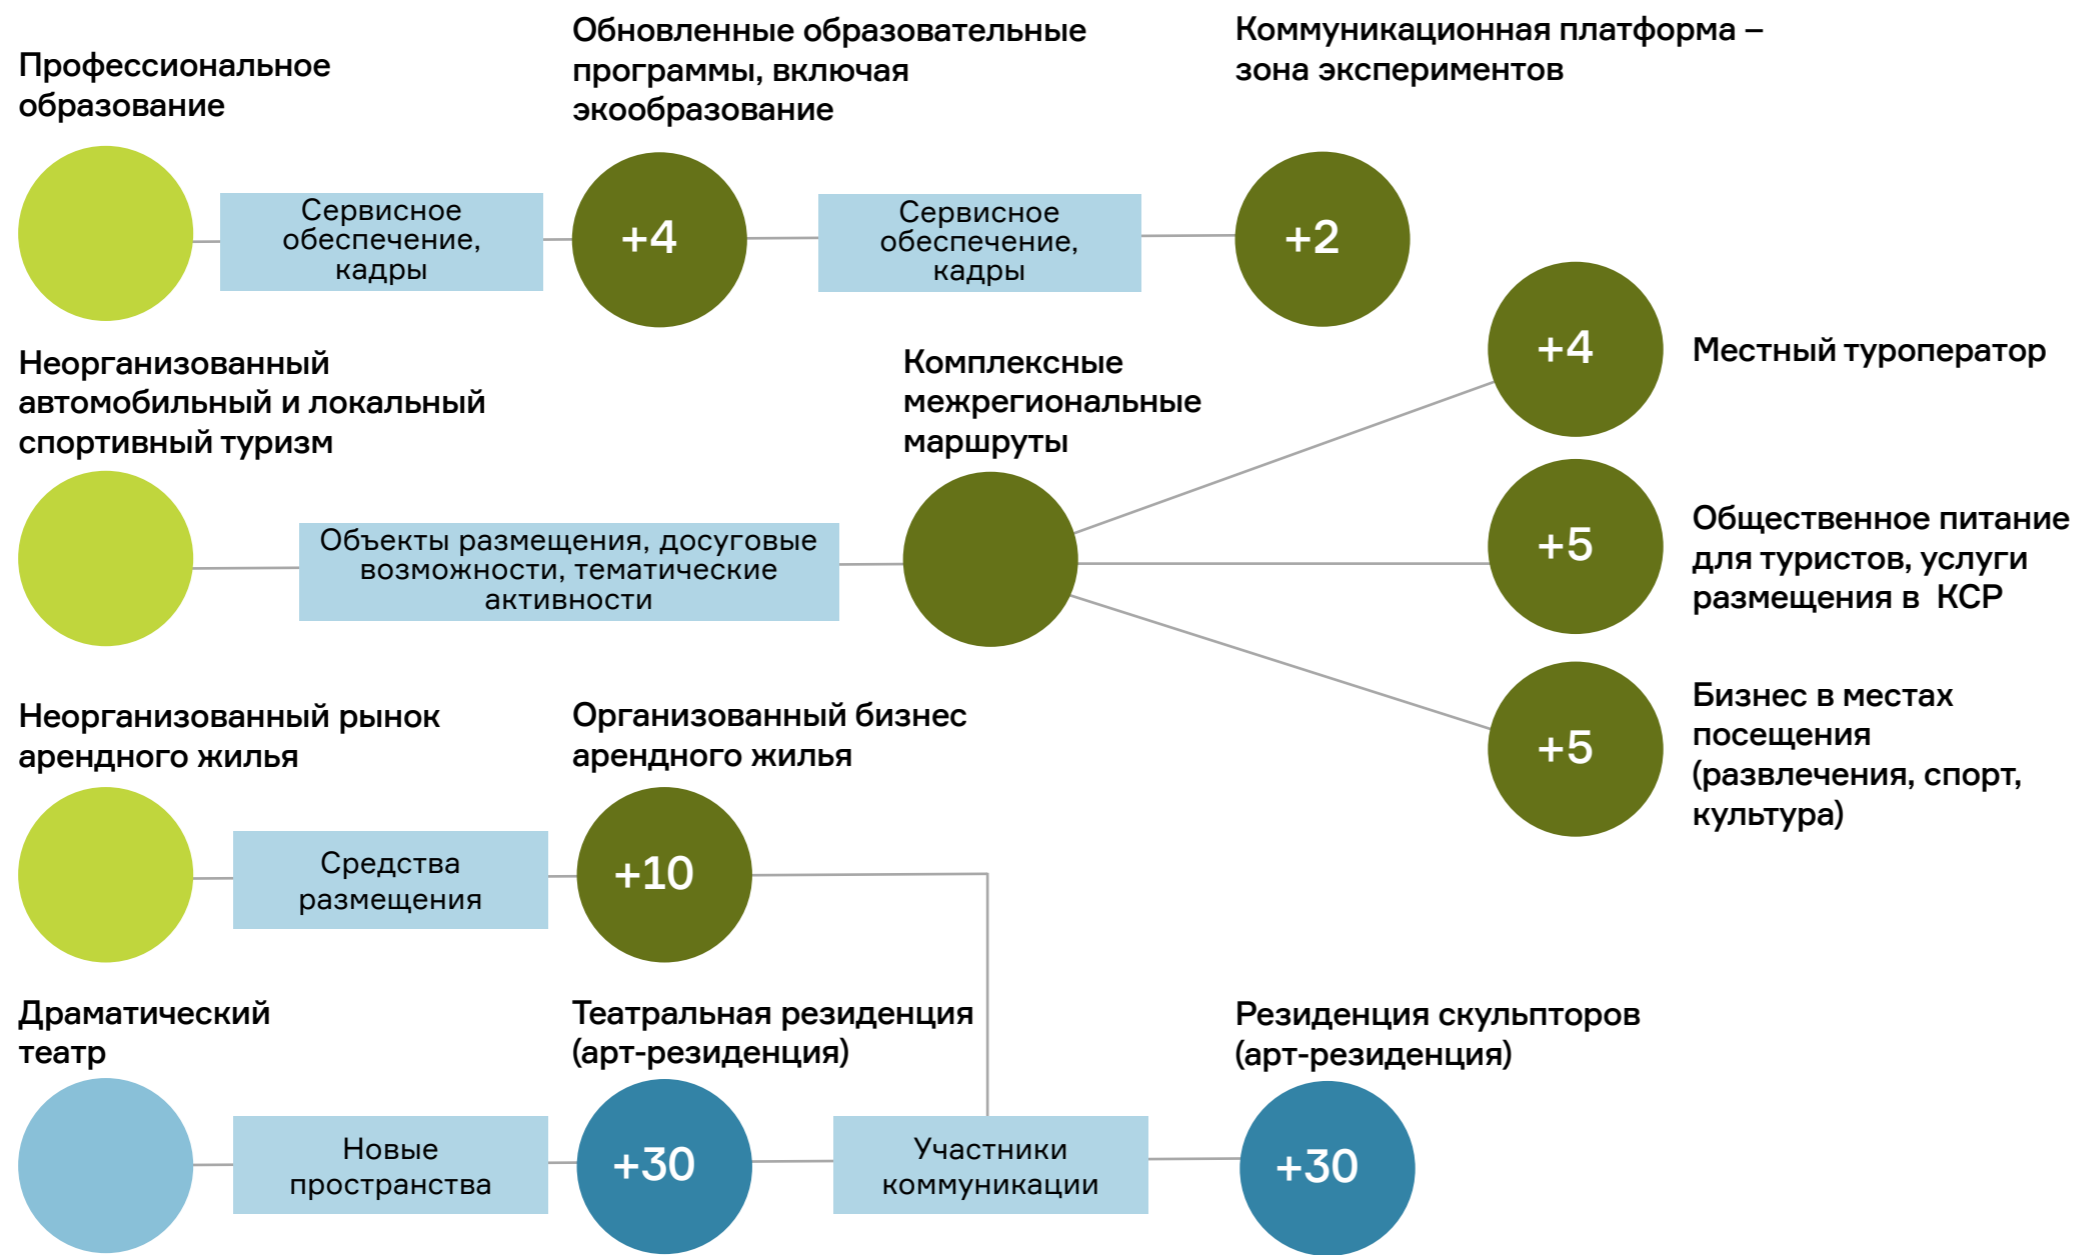 Профессиональное
образование
Обновленные образовательные
программы, включая
экообразование
Коммуникационная платформа –
зона экспериментов
Сервисное
обеспечение,
кадры
+4
Сервисное
обеспечение,
кадры
+2
Неорганизованный
автомобильный и локальный
спортивный туризм
Объекты размещения, досуговые
возможности, тематические
активности
Комплексные
межрегиональные
маршруты
+4
Местный туроператор
+5
Общественное питание
для туристов, услуги
размещения в КСР
+5
Бизнес в местах
посещения
(развлечения, спорт,
культура)
Неорганизованный рынок
арендного жилья
Средства
размещения
Организованный бизнес
арендного жилья
+10
Драматический
театр
Новые
пространства
Театральная резиденция
(арт-резиденция)
+30
Участники
коммуникации
Резиденция скульпторов
(арт-резиденция)
+30